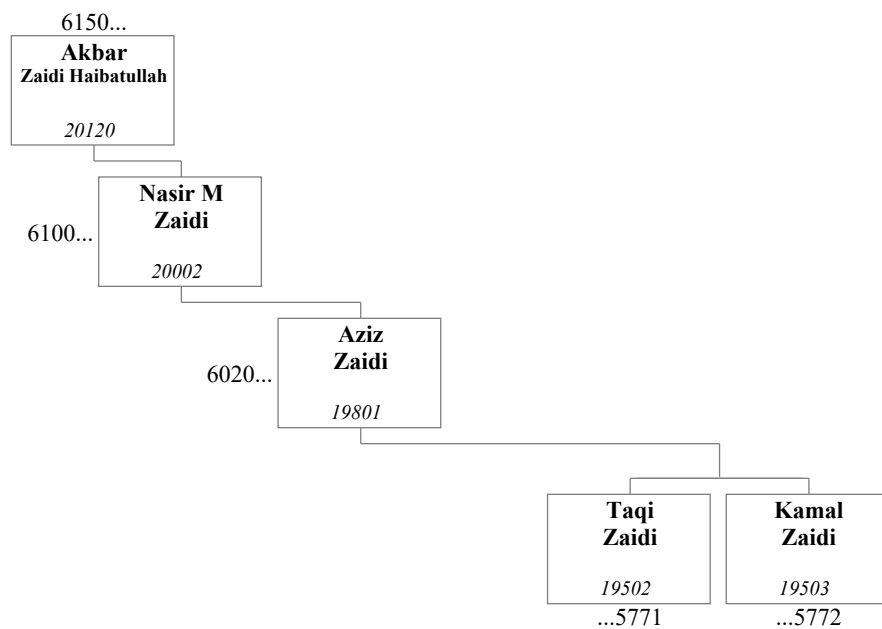 6150...
Akbar
Zaidi Haibatullah
20120
Nasir M
Zaidi
6100...
20002
Aziz
Zaidi
6020...
19801
Taqi
Zaidi
19502
...5771
Kamal
Zaidi
19503
...5772